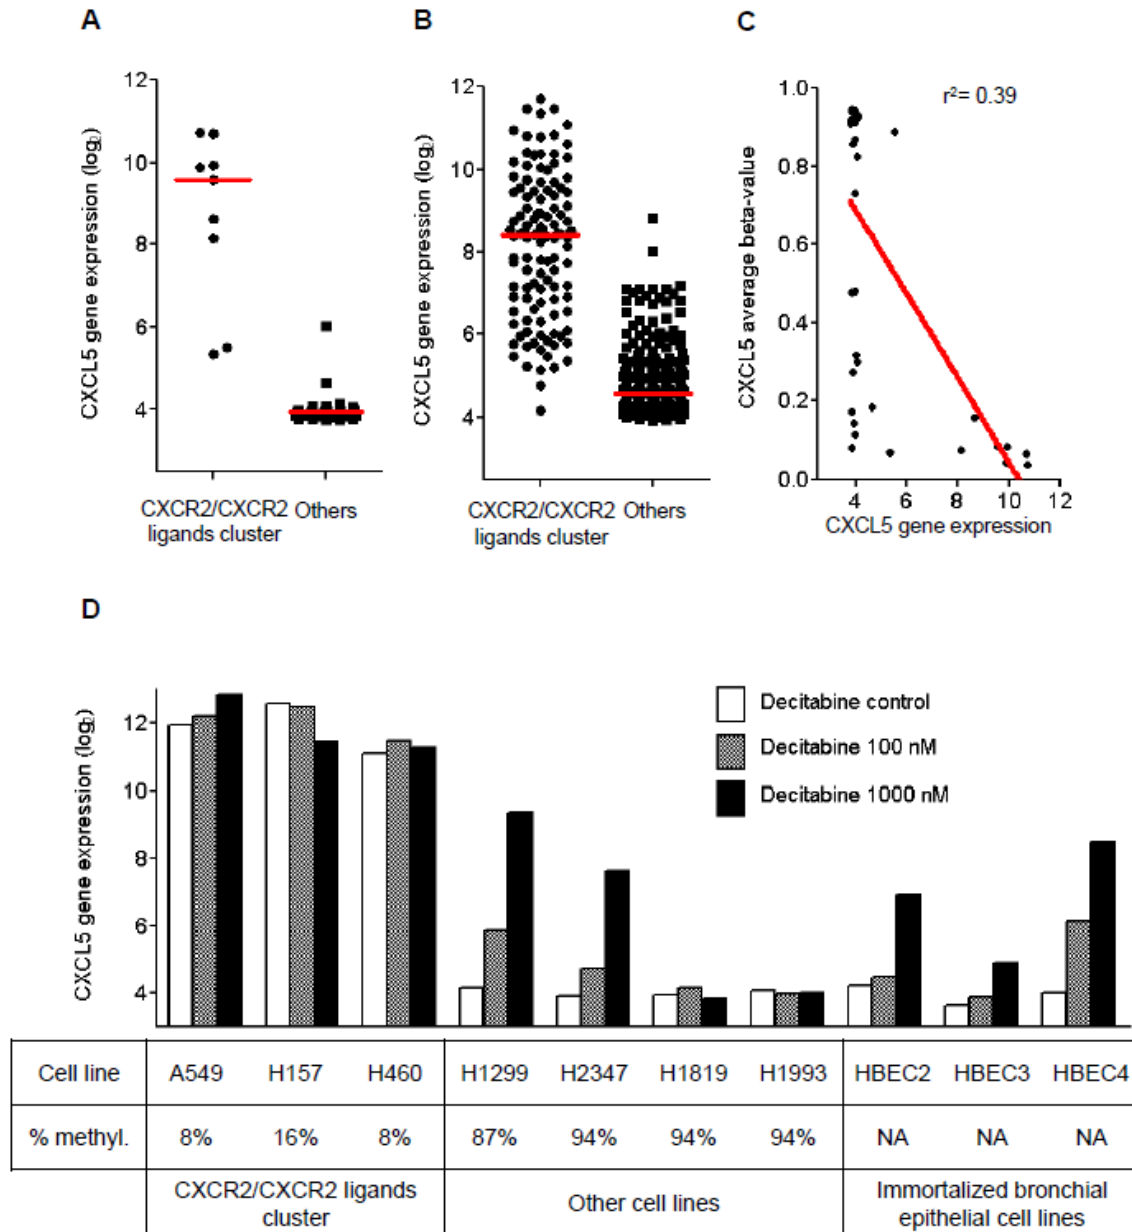 A
CXCL5 gene expression (log2)
12
10
8
6
4
CXCR2/CXCR2 ligands cluster
Others
B
CXCL5 gene expression (log2)
12
10
8
6
4
CXCR2/CXCR2 ligands cluster
Others
C
r²= 0.39
CXCL5 average beta-value
1.0
0.8
0.6
0.4
0.2
0.0
4 6 8 10 12
CXCL5 gene expression
D
CXCL5 gene expression (log2)
12
10
8
6
4
Decitabine control
Decitabine 100 nM
Decitabine 1000 nM
Cell line A549 H157 H460 H1299 H2347 H1819 H1993 HBEC2 HBEC3 HBEC4
% methyl. 8% 16% 8% 87% 94% 94% 94% NA NA NA
CXCR2/CXCR2 ligands
cluster
Other cell lines
Immortalized bronchial
epithelial cell lines